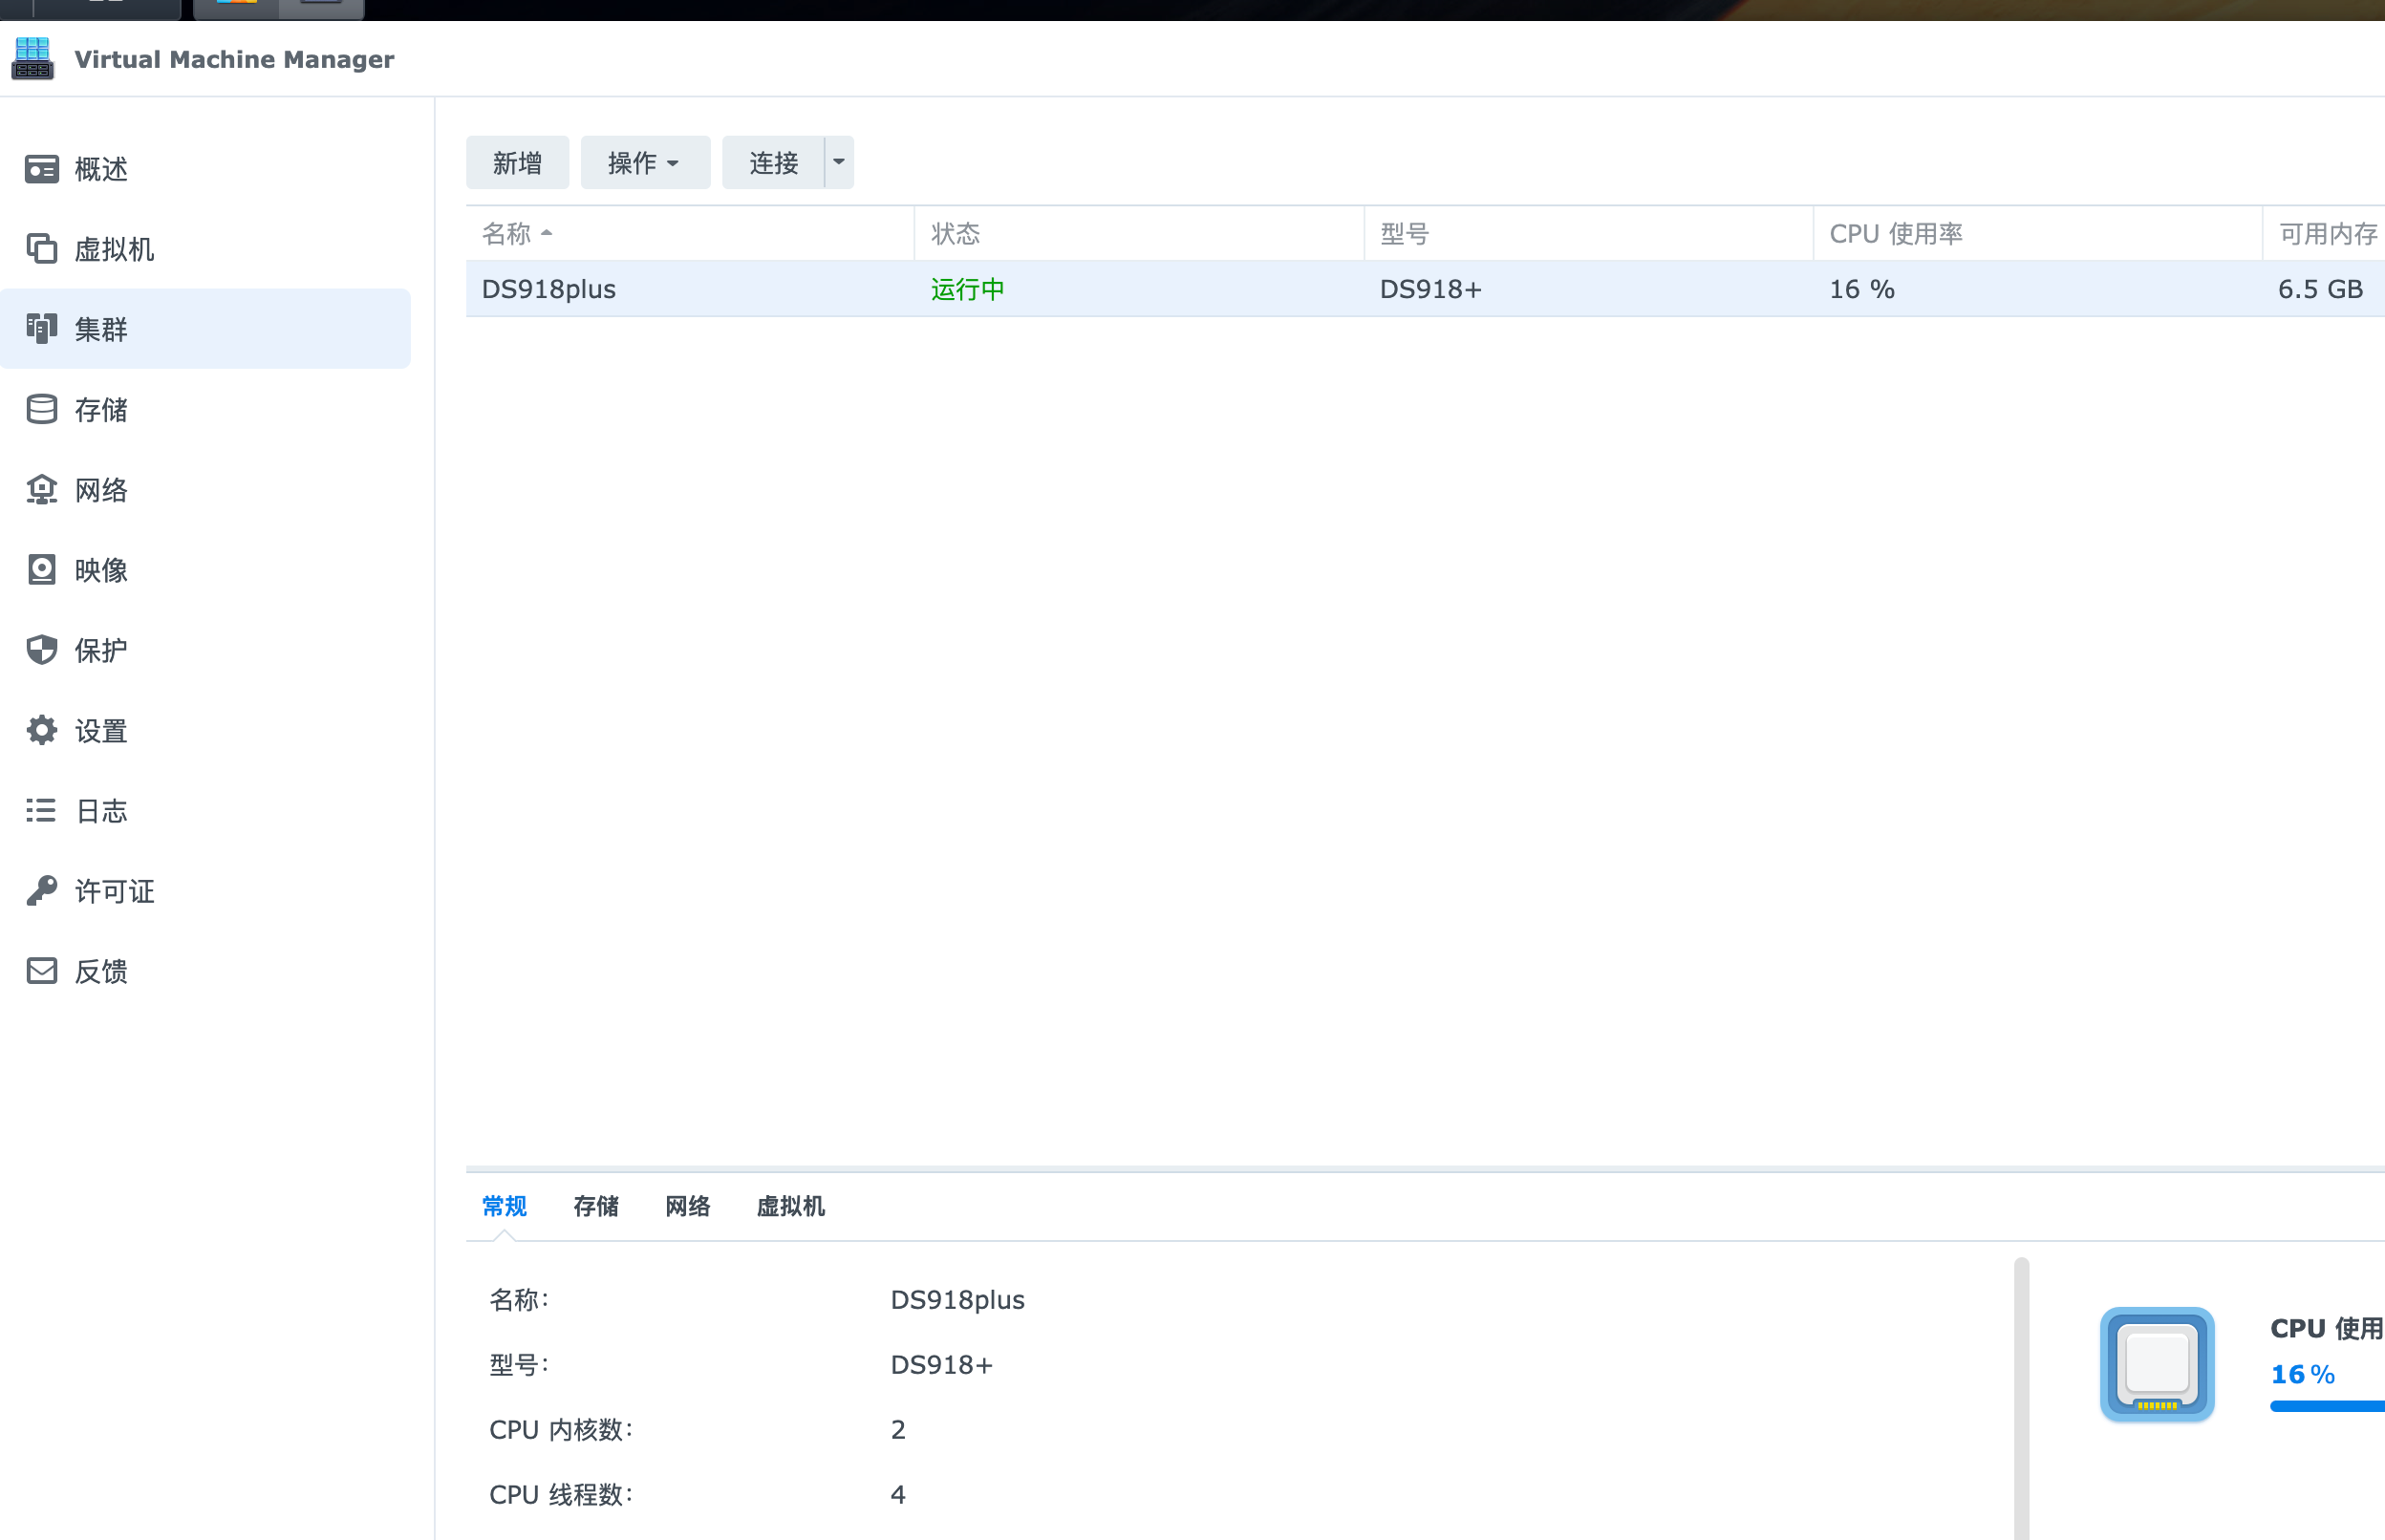 Virtual Machine Manager
概述
虚拟机
集群
存储
网络
映像
保护
设置
日志
许可证
反馈
新增 操作 连接
名称 状态 型号 CPU 使用率 可用内存
DS918plus 运行中 DS918+ 16 % 6.5 GB
常规 存储 网络 虚拟机
名称: DS918plus
型号: DS918+
CPU 内核数: 2
CPU 线程数: 4
CPU 使用
16 %